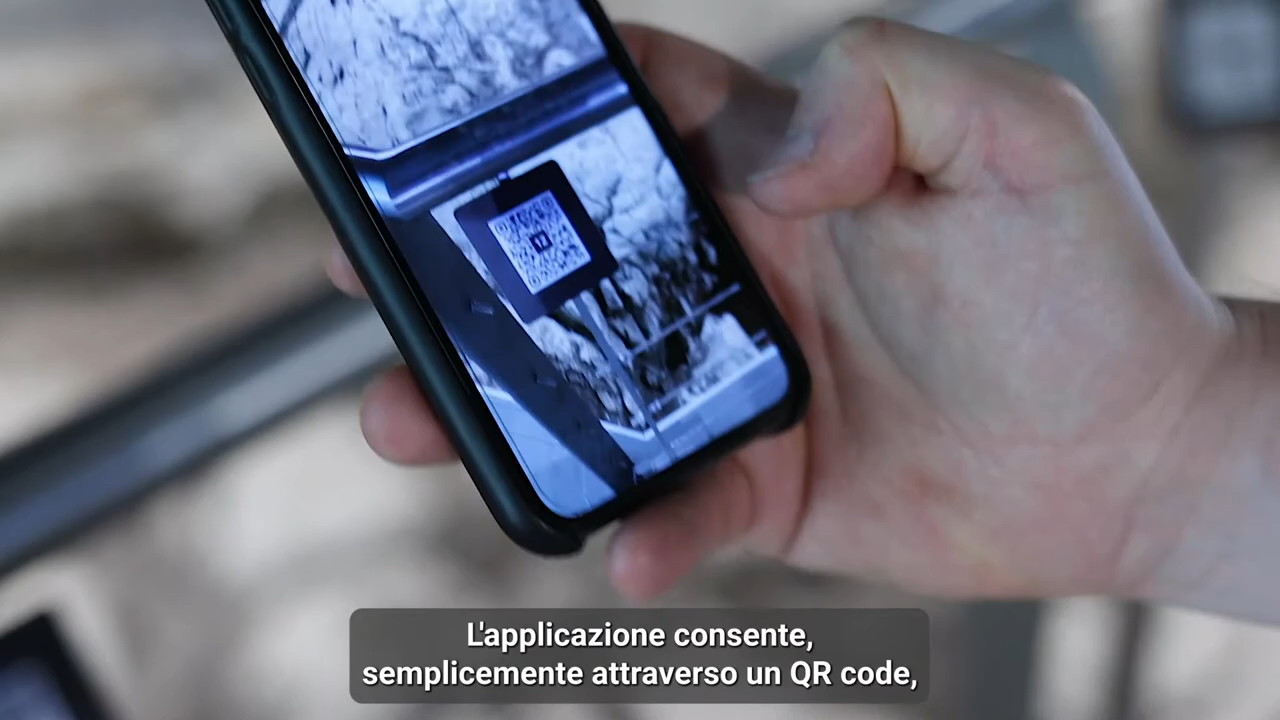 L'applicazione consente,
semplicemente attraverso un QR code,